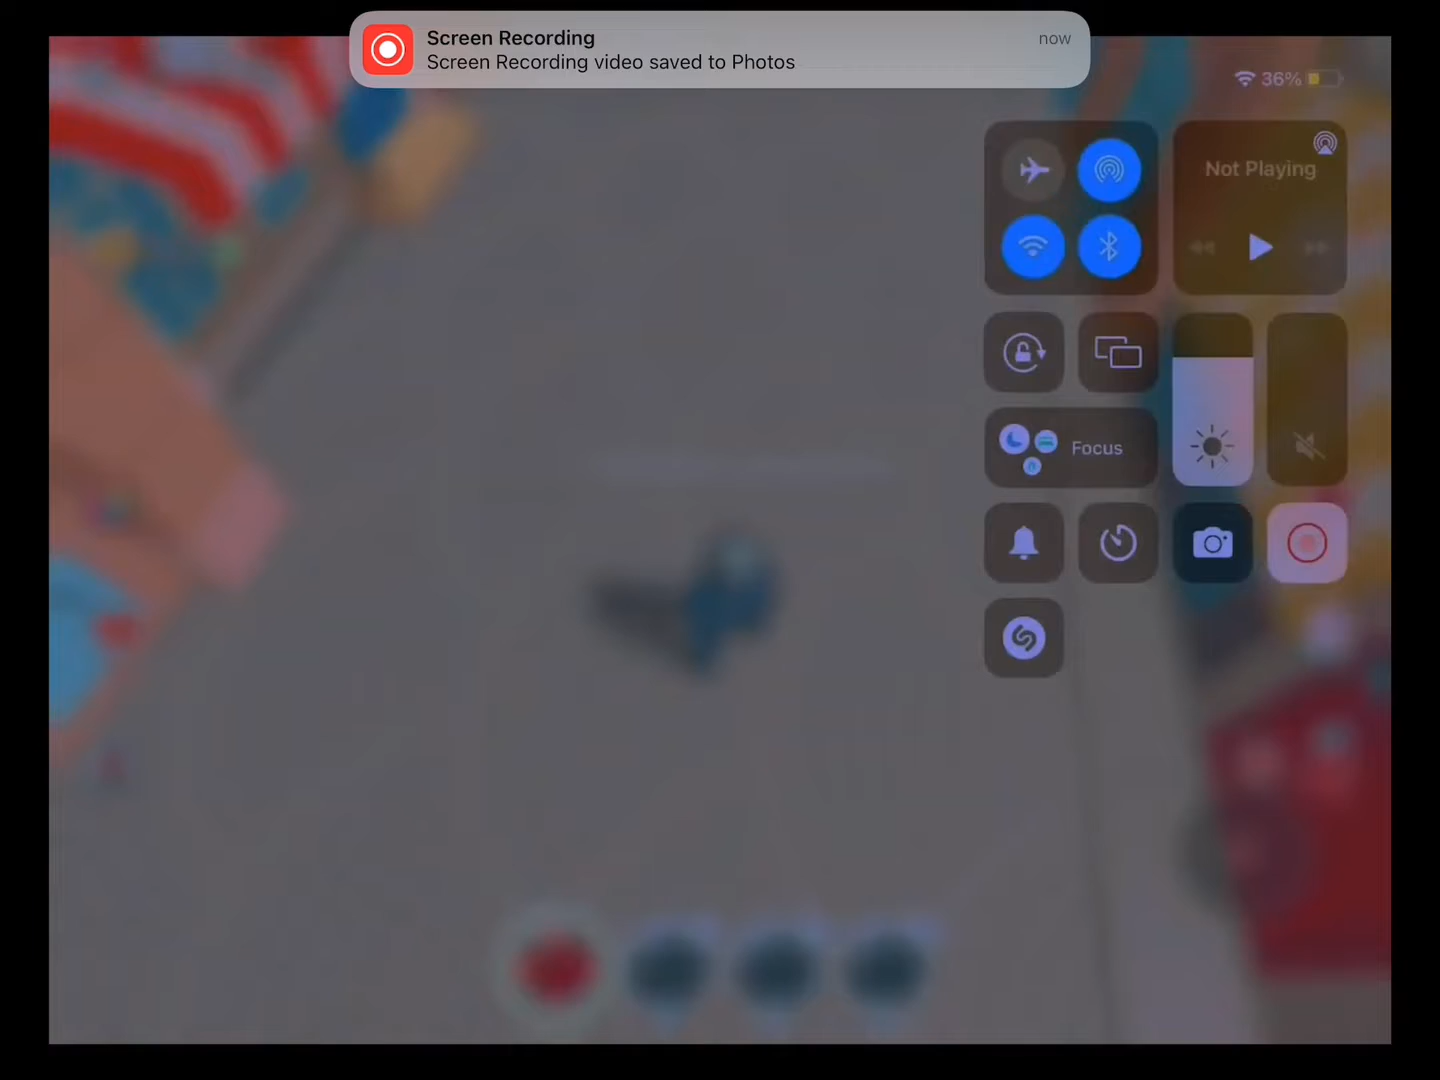 Screen Recording
now
Screen Recording video saved to Photos
36%
Not Playing
Focus